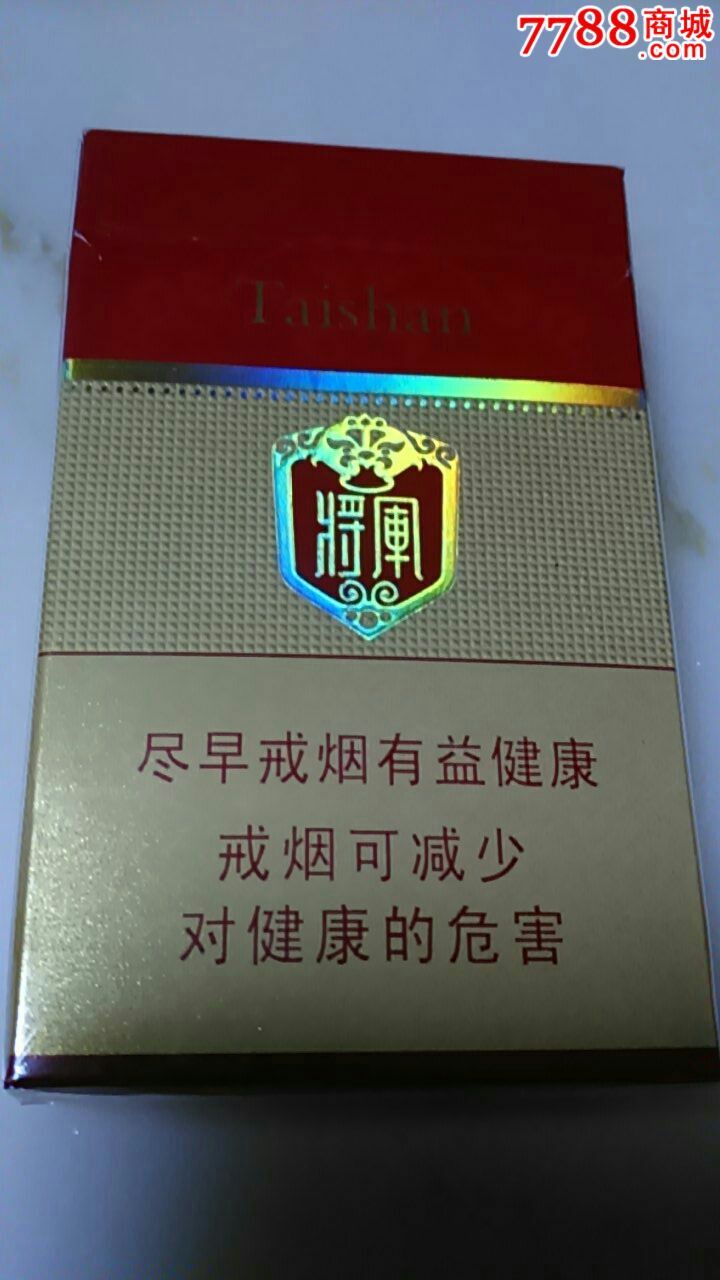 7788商城
.com
Taishan
将軍
尽早戒烟有益健康
戒烟可减少
对健康的危害